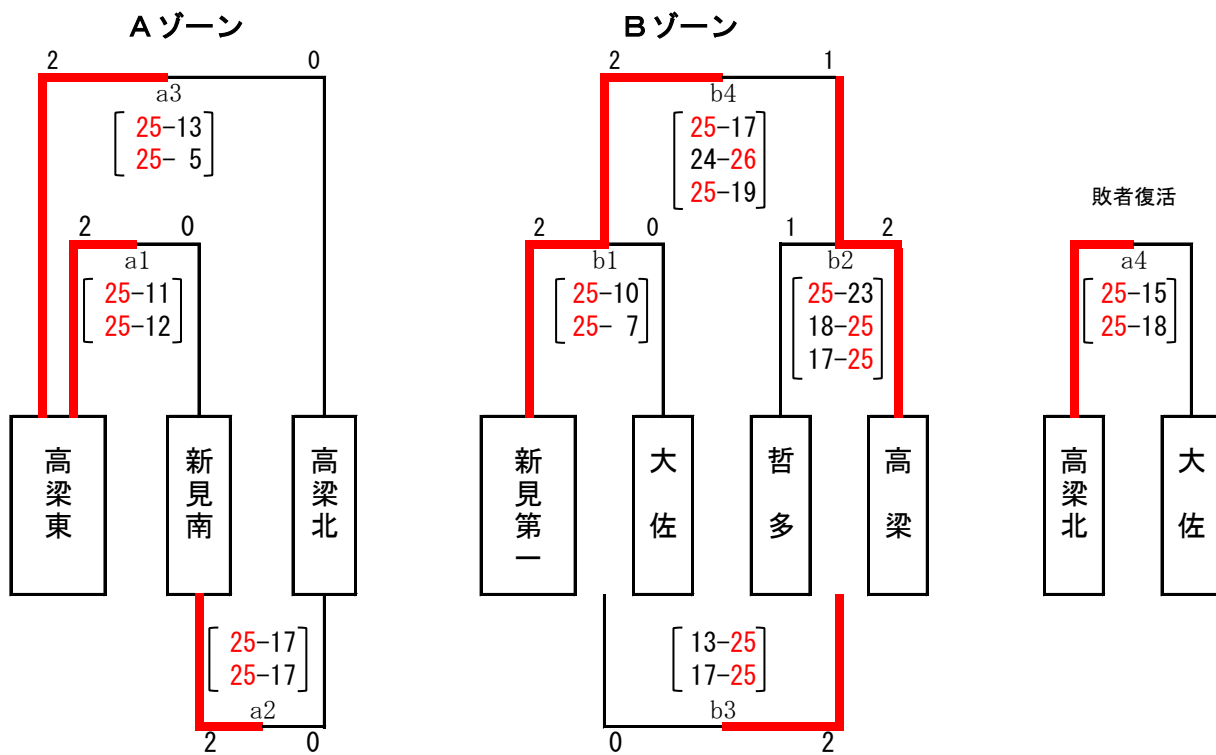 Aゾーン
2 0
a3
25-13
25- 5
2 0
a1
25-11
25-12
高梁東
新見南
高梁北
25-17
25-17
a2
2 0
Bゾーン
2 1
b4
25-17
24-26
25-19
2 0
b1
25-10
25- 7
1 2
b2
25-23
18-25
17-25
新見第一
大佐
哲多
高梁
13-25
17-25
b3
0 2
敗者復活
a4
25-15
25-18
高梁北
大佐